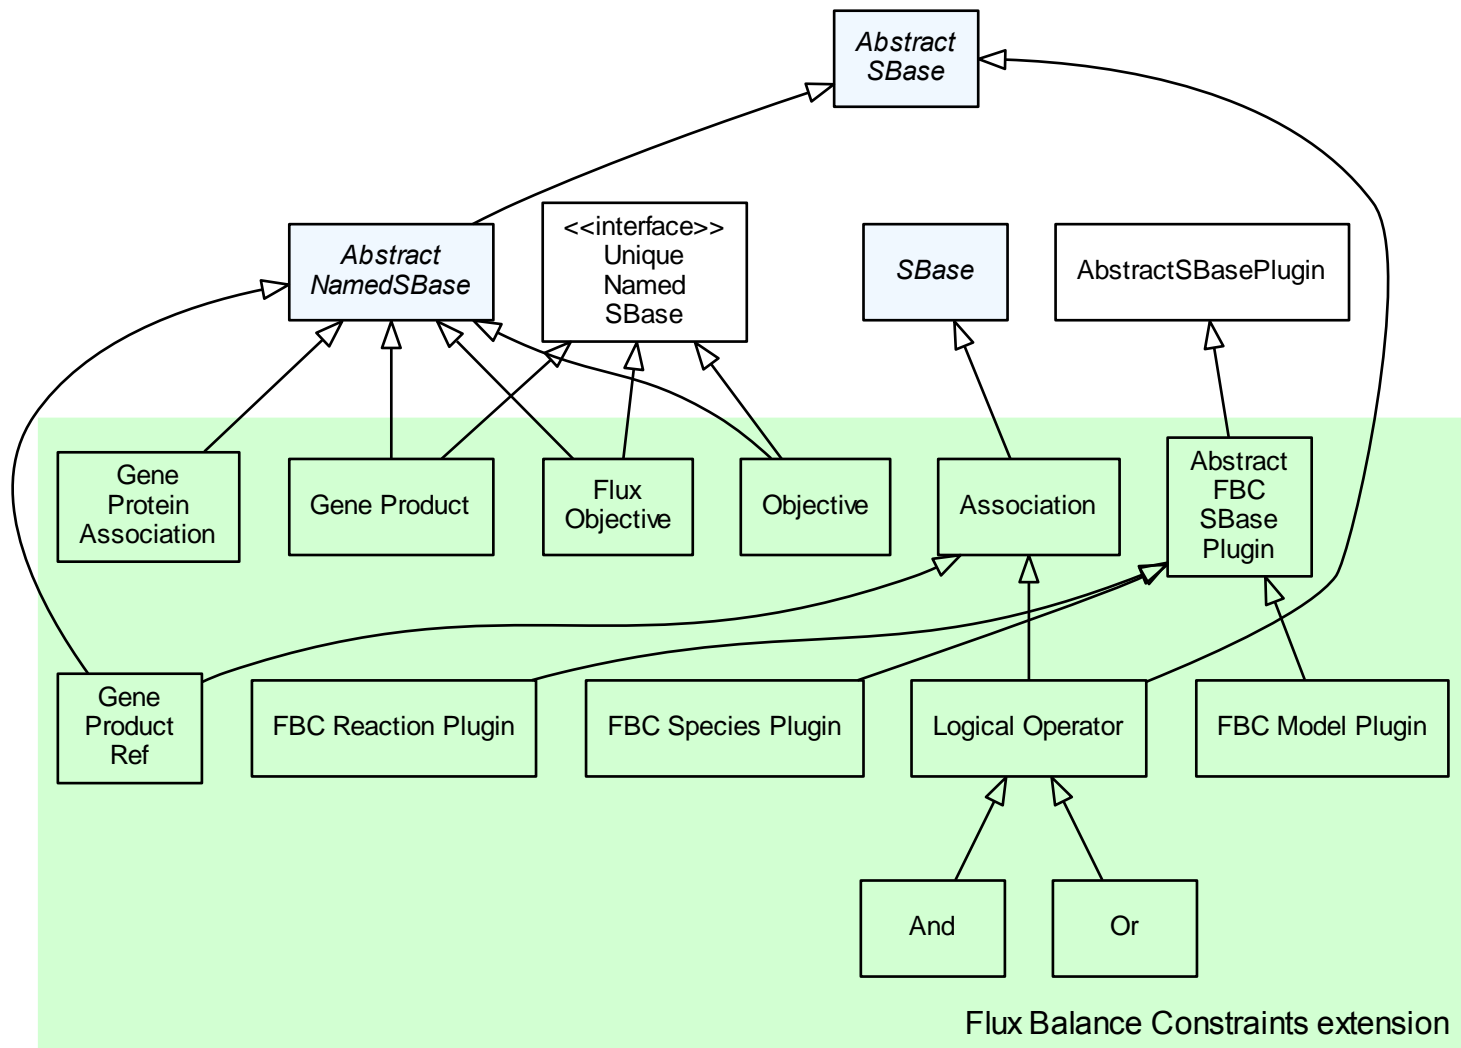 Abstract
SBase
Abstract
NamedSBase
<<interface>>
Unique
Named
SBase
SBase
AbstractSBasePlugin
Gene
Protein
Association
Gene Product
Flux
Objective
Objective
Association
Abstract
FBC
SBase
Plugin
Gene
Product
Ref
FBC Reaction Plugin
FBC Species Plugin
Logical Operator
FBC Model Plugin
And
Or
Flux Balance Constraints extension